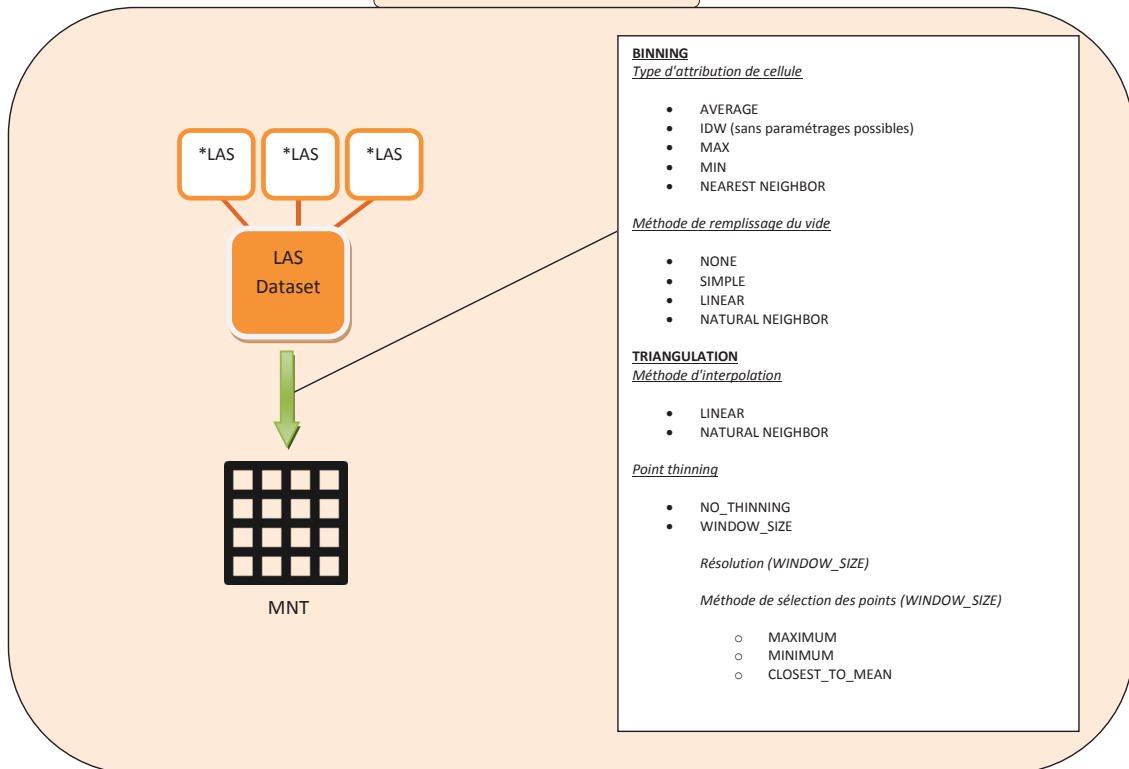 *LAS
*LAS
*LAS
LAS
Dataset
MNT
BINNING
Type d'attribution de cellule
• AVERAGE
• IDW (sans paramétrages possibles)
• MAX
• MIN
• NEAREST NEIGHBOR
Méthode de remplissage du vide
• NONE
• SIMPLE
• LINEAR
• NATURAL NEIGHBOR
TRIANGULATION
Méthode d'interpolation
• LINEAR
• NATURAL NEIGHBOR
Point thinning
• NO_THINNING
• WINDOW_SIZE
Résolution (WINDOW_SIZE)
Méthode de sélection des points (WINDOW_SIZE)
o MAXIMUM
o MINIMUM
o CLOSEST_TO_MEAN